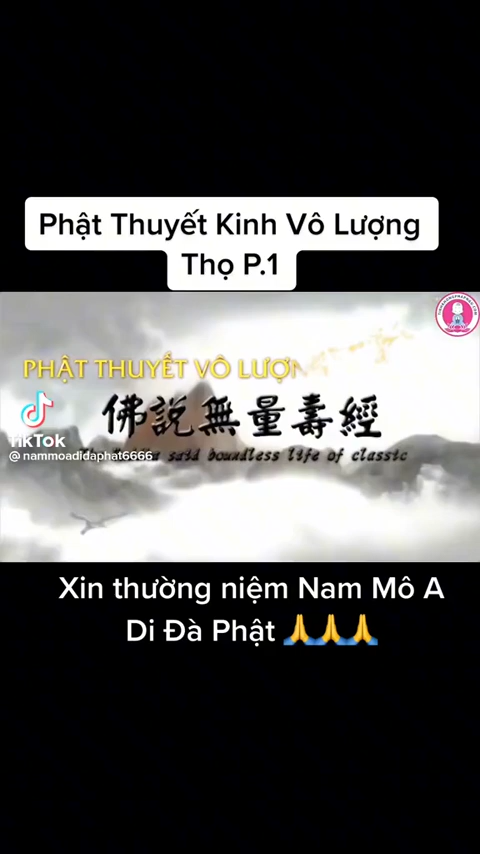 Phật Thuyết Kinh Vô Lượng
Thọ P.1
PHẬT THUYẾT VÔ LƯỢN
佛說無量壽經
said boundless life of classic
TikTok
@nammoadidaphat6666
Xin thường niệm Nam Mô A
Di Đà Phật 🙏🙏🙏